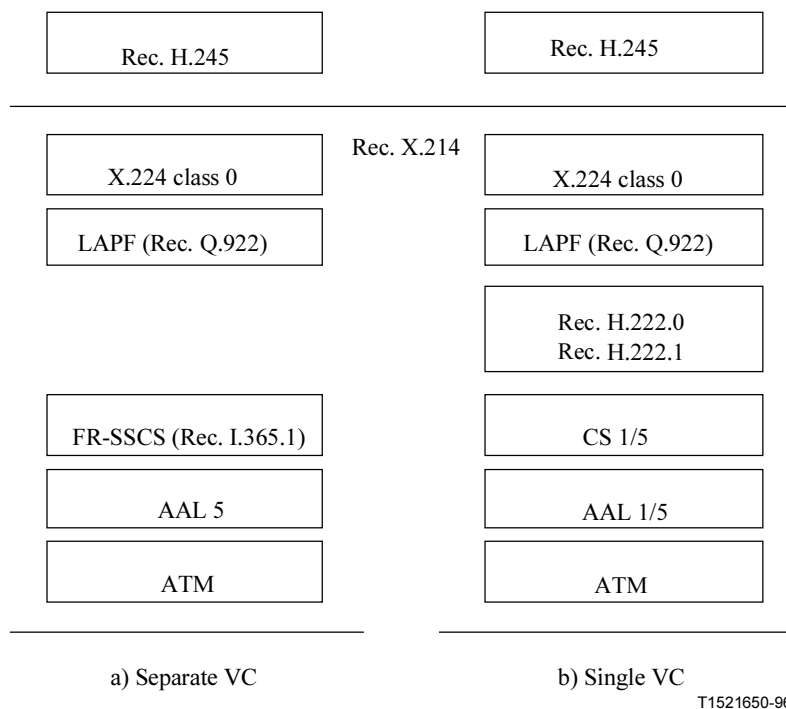 Rec. H.245
Rec. H.245
Rec. X.214
X.224 class 0
X.224 class 0
LAPF (Rec. Q.922)
LAPF (Rec. Q.922)
Rec. H.222.0
Rec. H.222.1
FR-SSCS (Rec. I.365.1)
CS 1/5
AAL 5
AAL 1/5
ATM
ATM
a) Separate VC
b) Single VC
T1521650-96